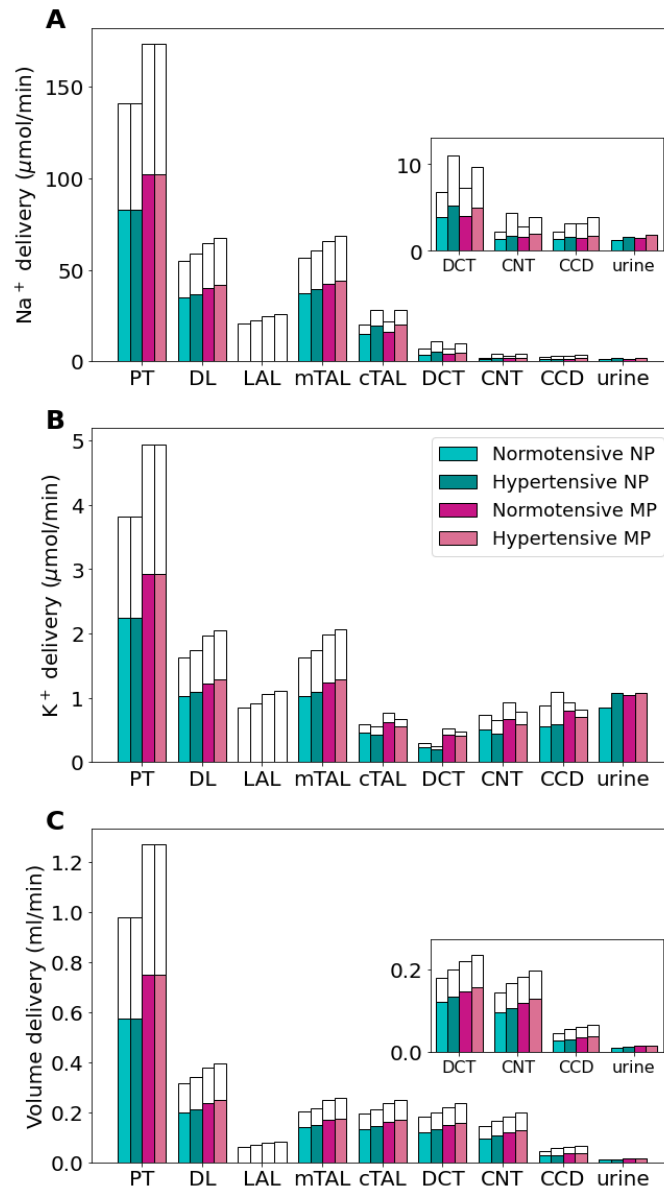 A
Na⁺ delivery (μmol/min)
150
100
50
0
10
0
DCT CNT CCD urine
PT DL LAL mTAL cTAL DCT CNT CCD urine
B
K⁺ delivery (μmol/min)
5
4
3
2
1
0
Normotensive NP
Hypertensive NP
Normotensive MP
Hypertensive MP
PT DL LAL mTAL cTAL DCT CNT CCD urine
C
Volume delivery (ml/min)
1.2
1.0
0.8
0.6
0.4
0.2
0.0
0.2
0.0
DCT CNT CCD urine
PT DL LAL mTAL cTAL DCT CNT CCD urine